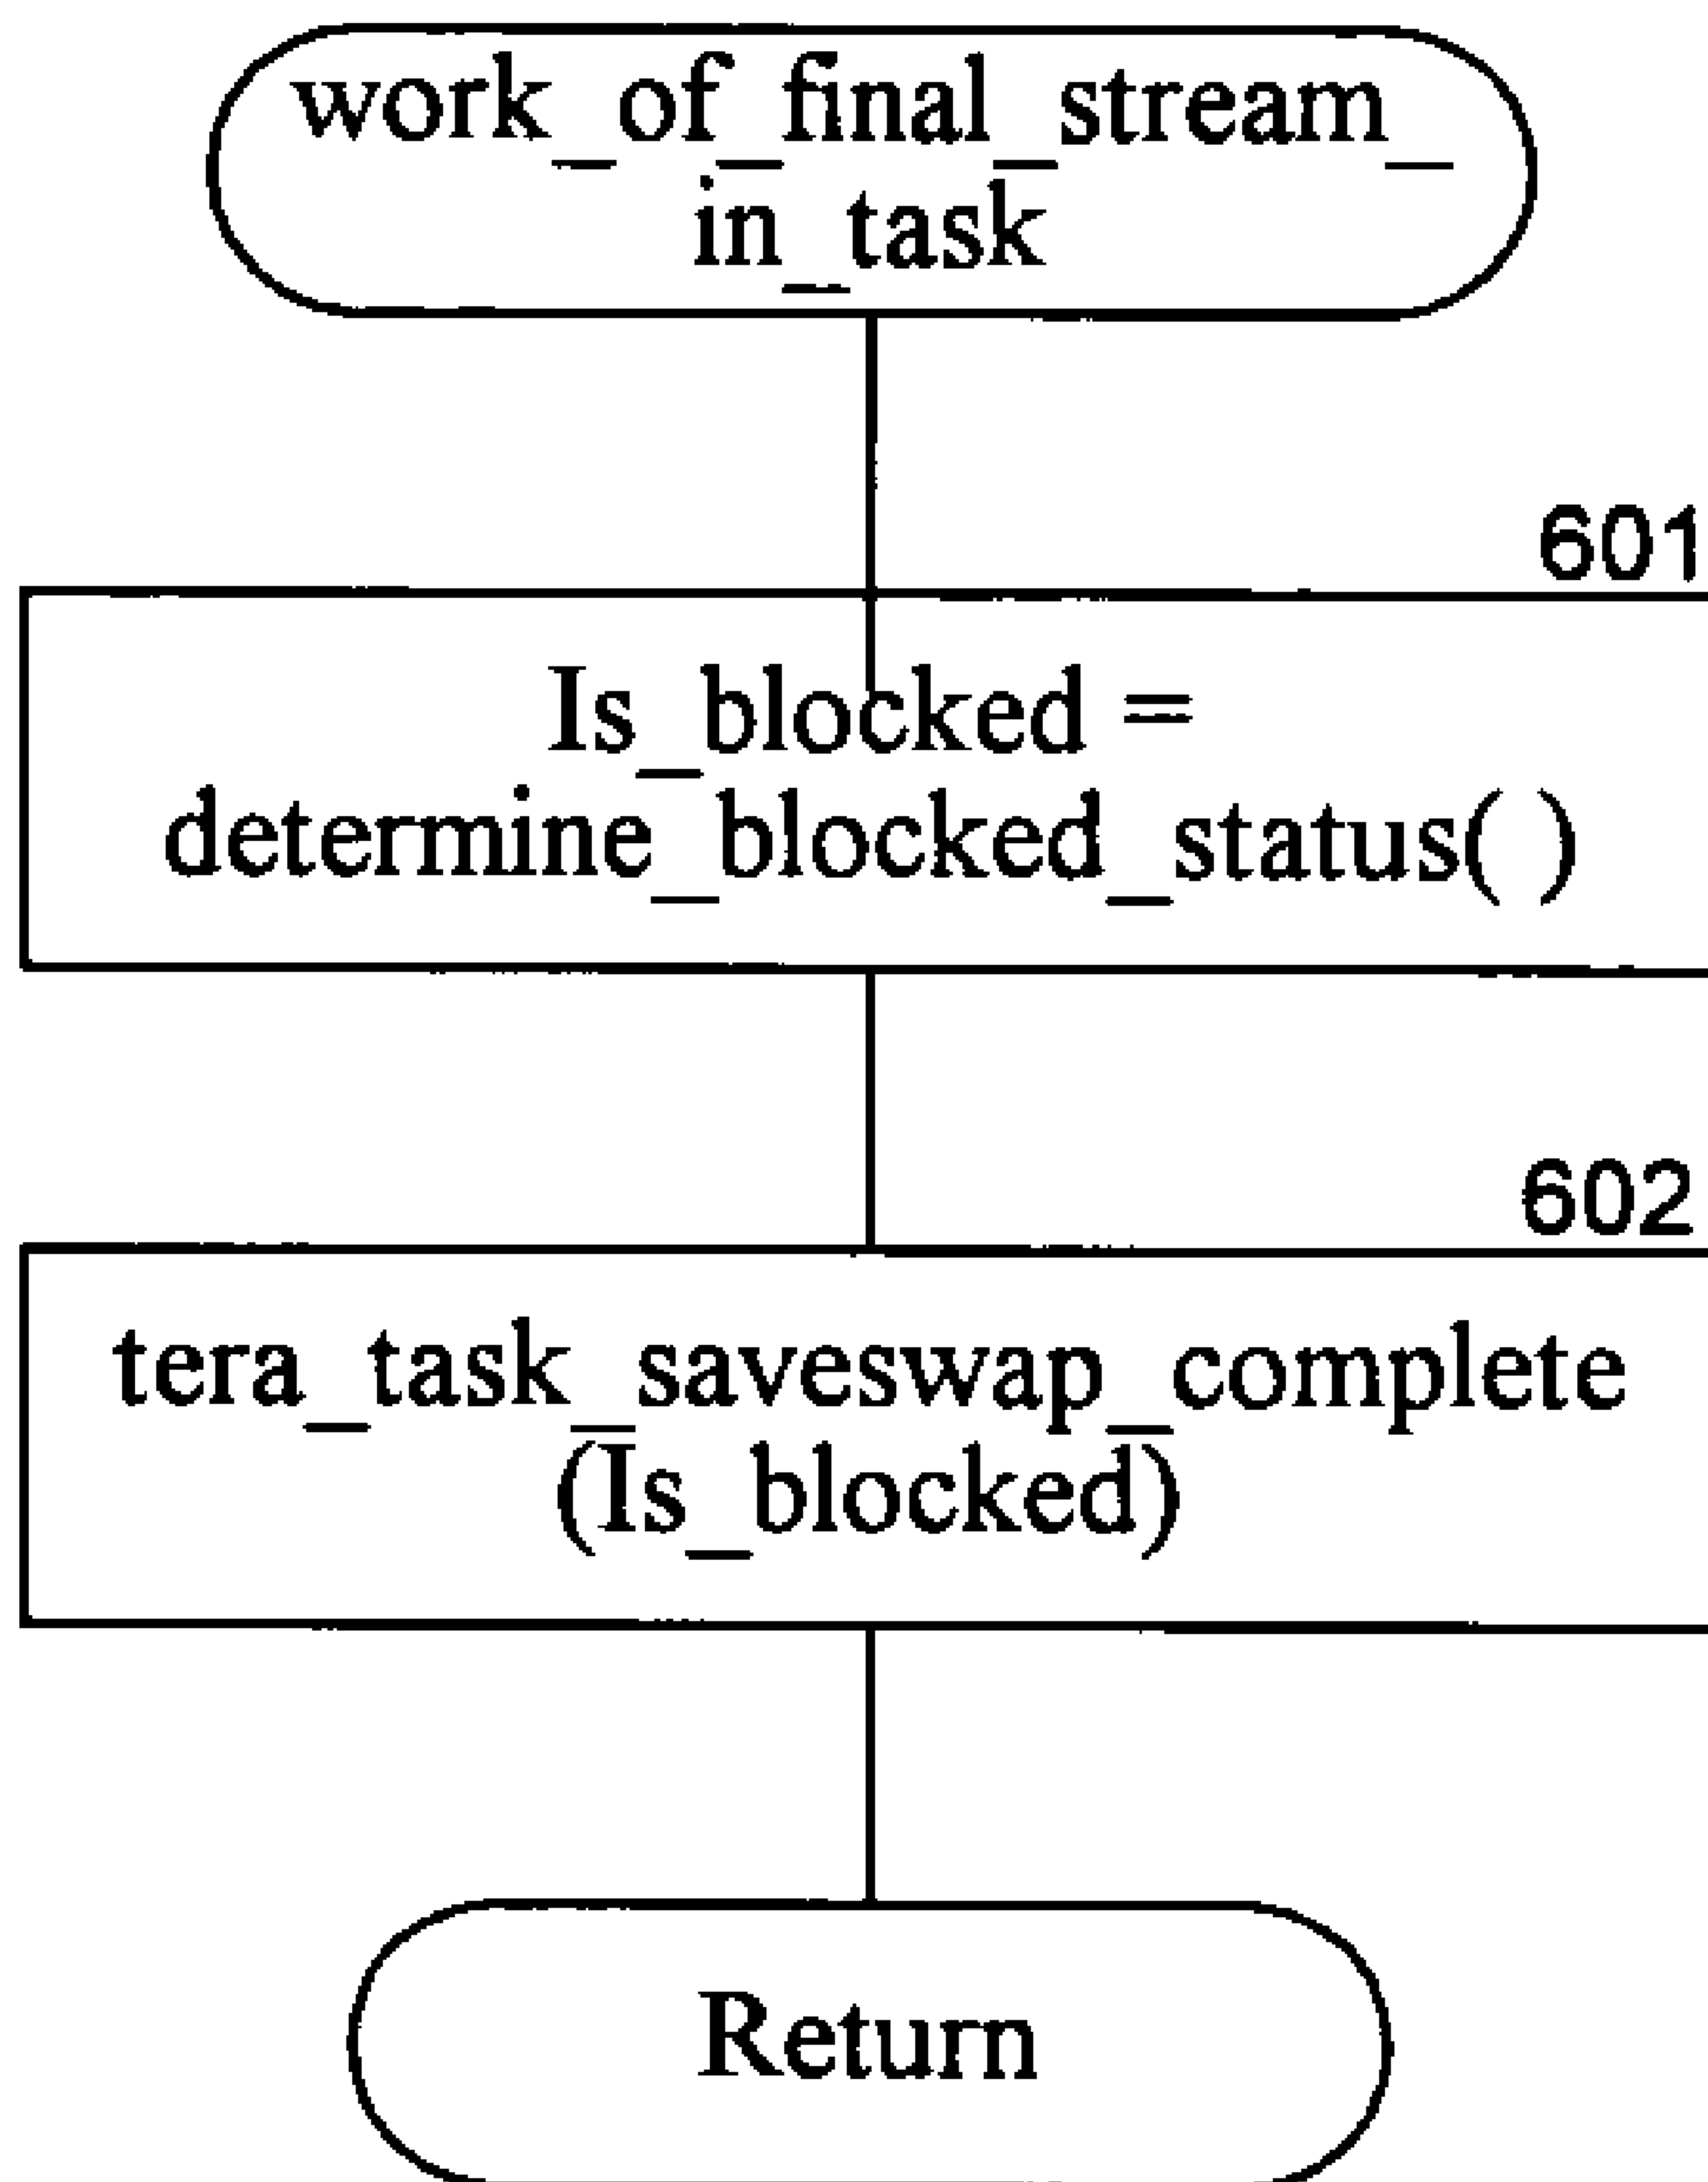 work_of_final_stream_
in_task
601
Is_blocked =
determine_blocked_status( )
602
tera_task_saveswap_complete
(Is_blocked)
Return